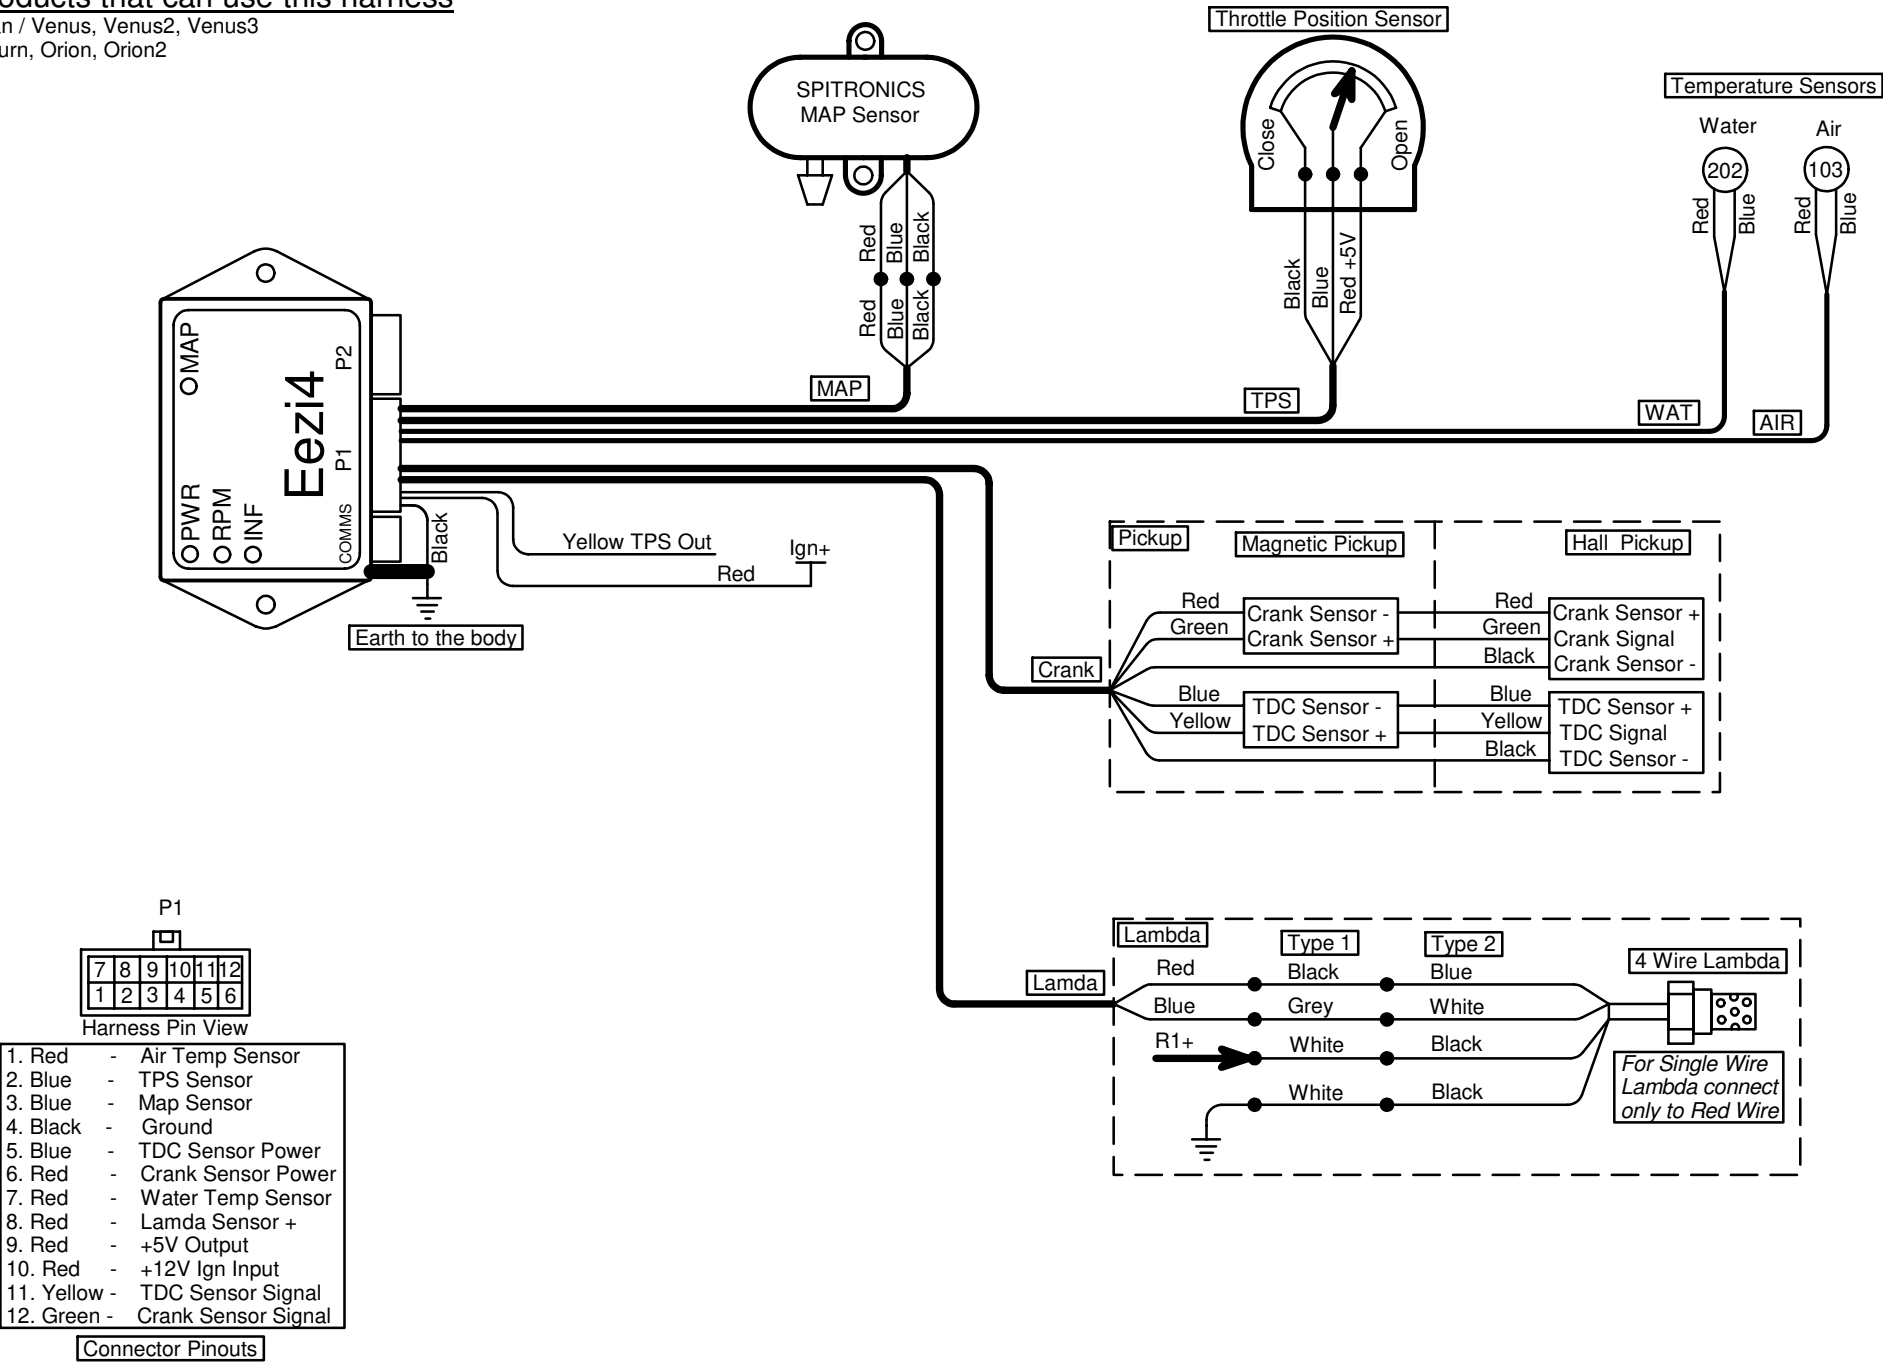 oducts that can use this harness
an / Venus, Venus2, Venus3
urn, Orion, Orion2
SPITRONICS
MAP Sensor
Red
Blue
Black
Red
Blue
Black
MAP
Throttle Position Sensor
Close
Open
Black
Blue
Red +5V
TPS
Temperature Sensors
Water
Air
202
103
Red
Blue
Red
Blue
WAT
AIR
MAP
P2
Eezi4
P1
PWR
RPM
INF
COMMS
Black
Yellow TPS Out
Ign+
Red
Earth to the body
Pickup
Magnetic Pickup
Hall Pickup
Red
Crank Sensor -
Red
Crank Sensor +
Green
Crank Sensor +
Green
Crank Signal
Black
Crank Sensor -
Crank
Blue
TDC Sensor -
Blue
TDC Sensor +
Yellow
TDC Sensor +
Yellow
TDC Signal
Black
TDC Sensor -
Lambda
Type 1
Type 2
4 Wire Lambda
Lamda
Red
Black
Blue
Blue
Grey
White
R1+
White
Black
White
Black
For Single Wire
Lambda connect
only to Red Wire
P1
7 8 9 10 11 12
1 2 3 4 5 6
Harness Pin View
1. Red - Air Temp Sensor
2. Blue - TPS Sensor
3. Blue - Map Sensor
4. Black - Ground
5. Blue - TDC Sensor Power
6. Red - Crank Sensor Power
7. Red - Water Temp Sensor
8. Red - Lamda Sensor +
9. Red - +5V Output
10. Red - +12V Ign Input
11. Yellow - TDC Sensor Signal
12. Green - Crank Sensor Signal
Connector Pinouts